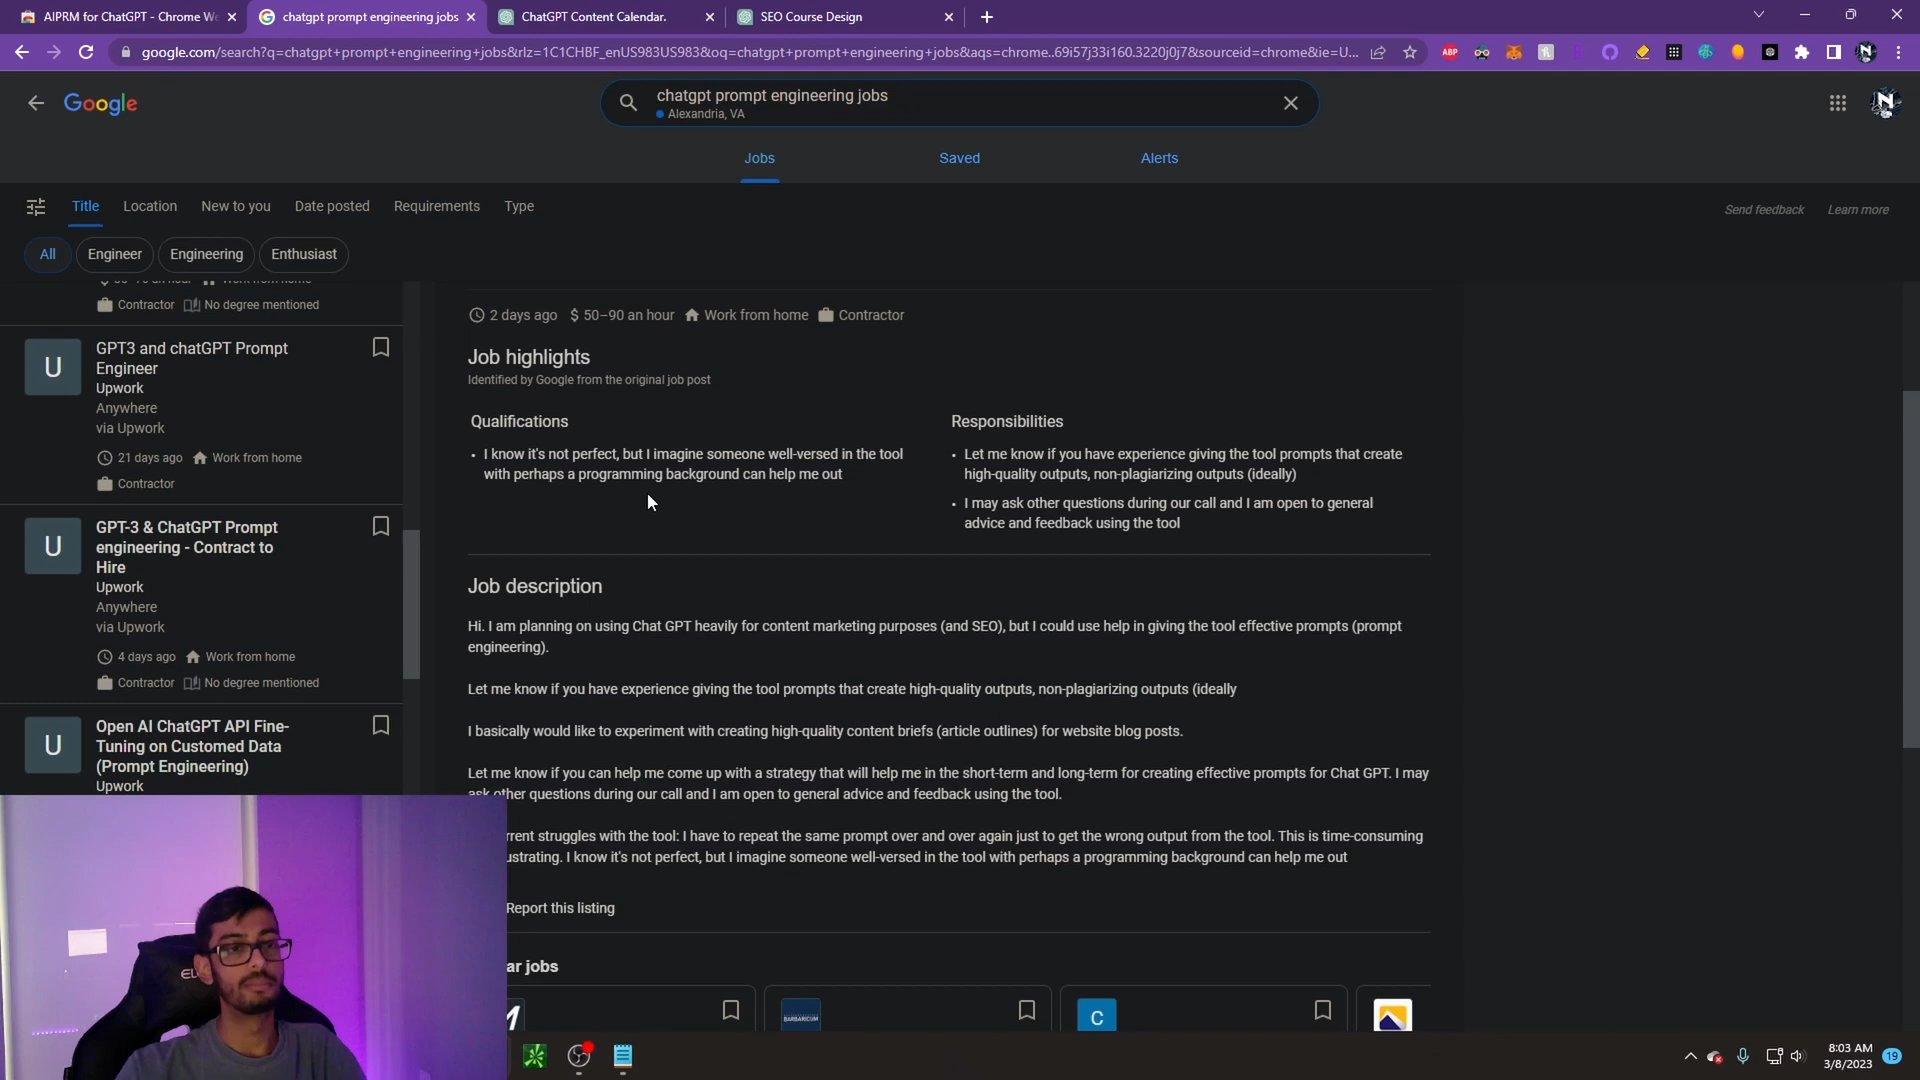 AIPRM for ChatGPT - Chrome We
chatgpt prompt engineering jobs
ChatGPT Content Calendar.
SEO Course Design
google.com/search?q=chatgpt+prompt+engineering+jobs&rlz=1C1CHBF_enUS983US983&oq=chatgpt+prompt+engineering+jobs&aqs=chrome..69i57j33i160.3220j0j7&sourceid=chrome&ie=U...
ABP
Google
chatgpt prompt engineering jobs
Alexandria, VA
Jobs
Saved
Alerts
Title
Location
New to you
Date posted
Requirements
Type
Send feedback
Learn more
All
Engineer
Engineering
Enthusiast
Contractor
No degree mentioned
U
GPT3 and chatGPT Prompt
Engineer
Upwork
Anywhere
via Upwork
21 days ago
Work from home
Contractor
U
GPT-3 & ChatGPT Prompt
engineering - Contract to
Hire
Upwork
Anywhere
via Upwork
4 days ago
Work from home
Contractor
No degree mentioned
U
Open AI ChatGPT API Fine-
Tuning on Customed Data
(Prompt Engineering)
Upwork
2 days ago
$ 50–90 an hour
Work from home
Contractor
Job highlights
Identified by Google from the original job post
Qualifications
• I know it's not perfect, but I imagine someone well-versed in the tool
with perhaps a programming background can help me out
Responsibilities
• Let me know if you have experience giving the tool prompts that create
high-quality outputs, non-plagiarizing outputs (ideally)
• I may ask other questions during our call and I am open to general
advice and feedback using the tool
Job description
Hi. I am planning on using Chat GPT heavily for content marketing purposes (and SEO), but I could use help in giving the tool effective prompts (prompt
engineering).
Let me know if you have experience giving the tool prompts that create high-quality outputs, non-plagiarizing outputs (ideally
I basically would like to experiment with creating high-quality content briefs (article outlines) for website blog posts.
Let me know if you can help me come up with a strategy that will help me in the short-term and long-term for creating effective prompts for Chat GPT. I may
ask other questions during our call and I am open to general advice and feedback using the tool.
rrent struggles with the tool: I have to repeat the same prompt over and over again just to get the wrong output from the tool. This is time-consuming
ustrating. I know it's not perfect, but I imagine someone well-versed in the tool with perhaps a programming background can help me out
Report this listing
ar jobs
BARBARICUM
C
8:03 AM
3/8/2023
19